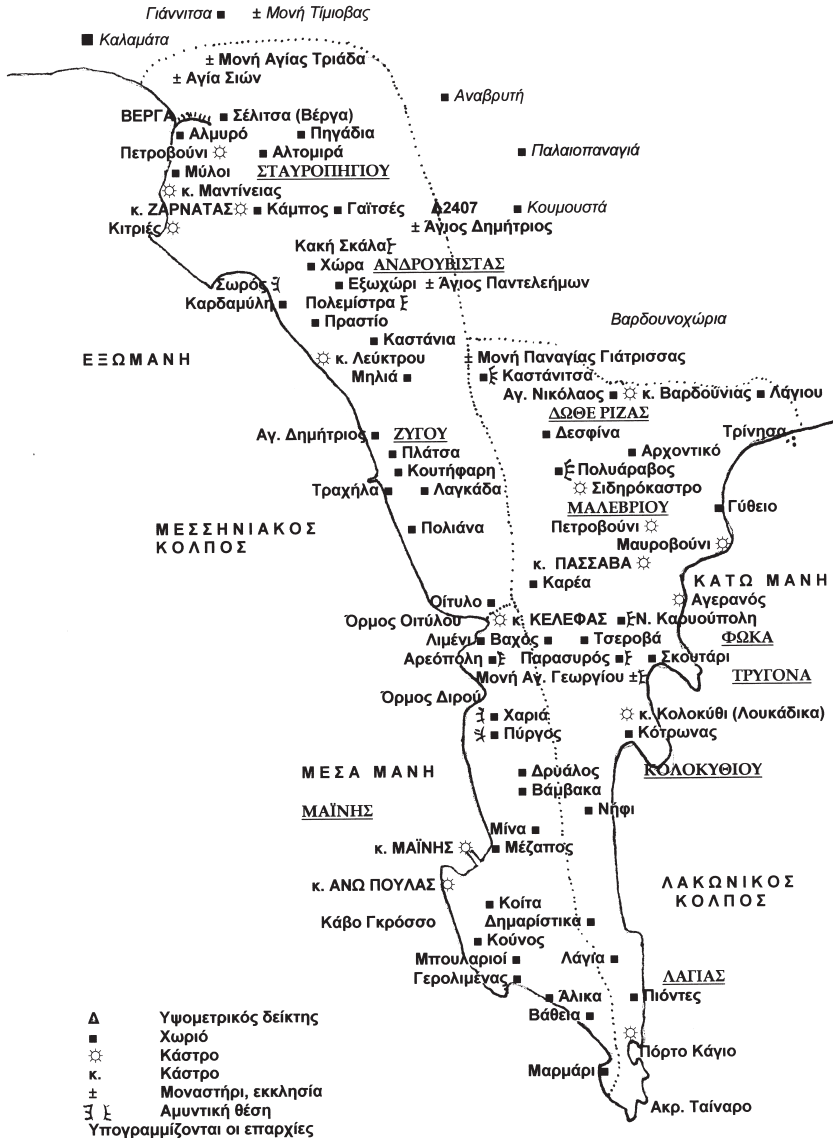 Γιάννιτσα ■ ± Μονή Τίμιοβας
■ Καλαμάτα
± Μονή Αγίας Τριάδα
± Αγία Σιών
■ Αναβρυτή
ΒΕΡΓΑ ■ Σέλιτσα (Βέργα)
■ Αλμυρό ■ Πηγάδια
Πετροβούνι ☼ ■ Αλτομιρά ■ Παλαιοπαναγιά
■ Μύλοι ΣΤΑΥΡΟΠΗΓΙΟΥ
☼ κ. Μαντίνειας
κ. ΖΑΡΝΑΤΑΣ ☼ ■ Κάμπος ■ Γαϊτσές Δ2407 ■ Κουμουστά
Κιτριές ☼ ± Άγιος Δημήτριος
Κακή Σκάλα
■ Χώρα ΑΝΔΡΟΥΒΙΣΤΑΣ
Σωρός ■ Εξωχώρι ± Άγιος Παντελεήμων
Καρδαμύλη ■ Πολεμίστρα
■ Πραστίο Βαρδουνοχώρια
■ Καστάνια
ΕΞΩΜΑΝΗ ☼ κ. Λεύκτρου ± Μονή Παναγίας Γιάτρισσας
Μηλιά ■ ■ Καστάνιτσα
Αγ. Νικόλαος ■ ☼ κ. Βαρδούνιας ■ Λάγιου
ΔΩΘΕ ΡΙΖΑΣ
Αγ. Δημήτριος ■ ΖΥΓΟΥ ■ Δεσφίνα Τρίνησα
■ Πλάτσα ■ Αρχοντικό
■ Κουτήφαρη ■ Πολυάραβος
Τραχήλα ■ ■ Λαγκάδα ☼ Σιδηρόκαστρο
ΜΑΛΕΒΡΙΟΥ ■ Γύθειο
ΜΕΣΣΗΝΙΑΚΟΣ ■ Πολιάνα Πετροβούνι ☼
ΚΟΛΠΟΣ Μαυροβούνι ☼
κ. ΠΑΣΣΑΒΑ ☼
■ Καρέα ΚΑΤΩ ΜΑΝΗ
Οίτυλο ■ ☼ Αγερανός
Όρμος Οιτύλου ☼ κ. ΚΕΛΕΦΑΣ ■ Ν. Καρυούπολη
Λιμένι ■ Βαχός ■ ■ Τσεροβά ΦΩΚΑ
Αρεόπολη ■ Παρασυρός ■ ■ Σκουτάρι
Μονή Αγ. Γεωργίου ± ΤΡΥΓΟΝΑ
Όρμος Διρού
■ Χαριά ☼ κ. Κολοκύθι (Λουκάδικα)
■ Πύργος ■ Κότρωνας
ΜΕΣΑ ΜΑΝΗ ■ Δρυάλος ΚΟΛΟΚΥΘΙΟΥ
■ Βάμβακα
ΜΑΪΝΗΣ ■ Νήφι
Μίνα ■
κ. ΜΑΪΝΗΣ ☼ ■ Μέζαπος
κ. ΑΝΩ ΠΟΥΛΑΣ ☼ ΛΑΚΩΝΙΚΟΣ
ΚΟΛΠΟΣ
■ Κοίτα
Κάβο Γκρόσσο Δημαρίστικα ■
■ Κούνος
Μπουλαριοί ■ Λάγια ■
Γερολιμένας ■ ΛΑΓΙΑΣ
■ Άλικα ■ Πιόντες
Βάθεια ■
☼ Πόρτο Κάγιο
Μαρμάρι ■
Ακρ. Ταίναρο
Δ Υψομετρικός δείκτης
■ Χωριό
☼ Κάστρο
κ. Κάστρο
± Μοναστήρι, εκκλησία
Αμυντική θέση
Υπογραμμίζονται οι επαρχίες